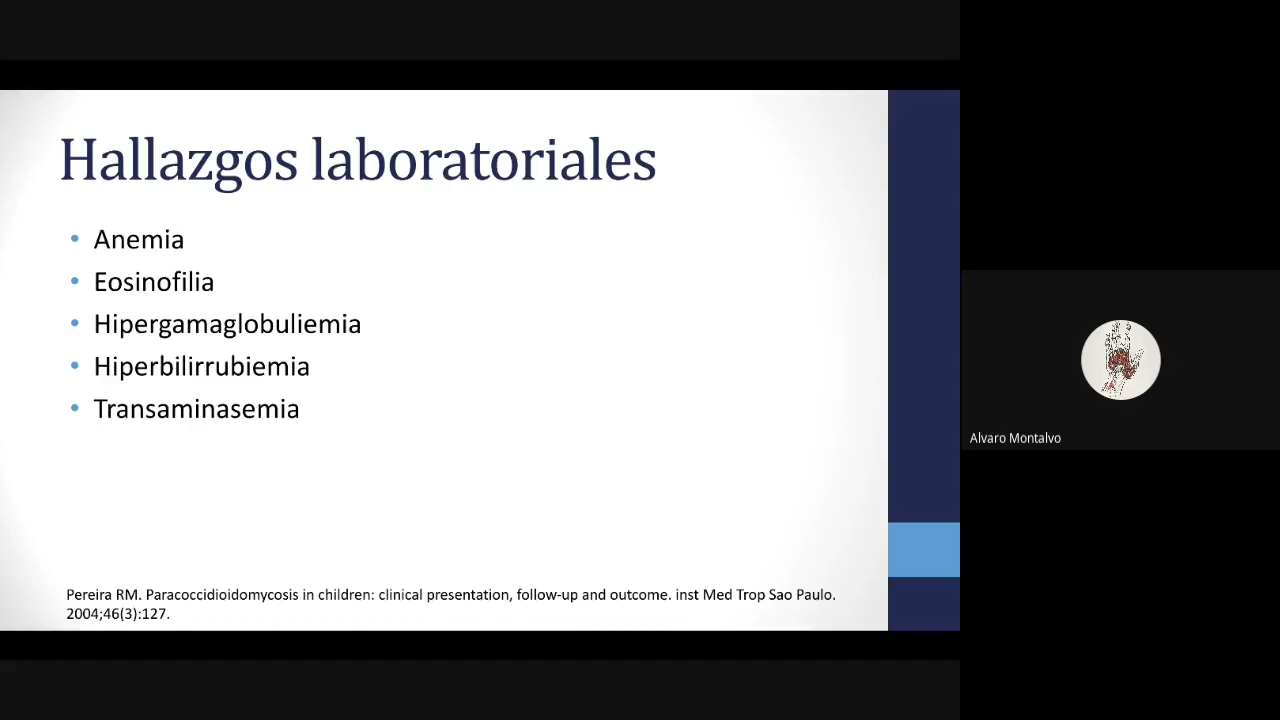 Hallazgos laboratoriales
• Anemia
• Eosinofilia
• Hipergamaglobuliemia
• Hiperbilirrubiemia
• Transaminasemia
Alvaro Montalvo
Pereira RM. Paracoccidioidomycosis in children: clinical presentation, follow-up and outcome. inst Med Trop Sao Paulo.
2004;46(3):127.